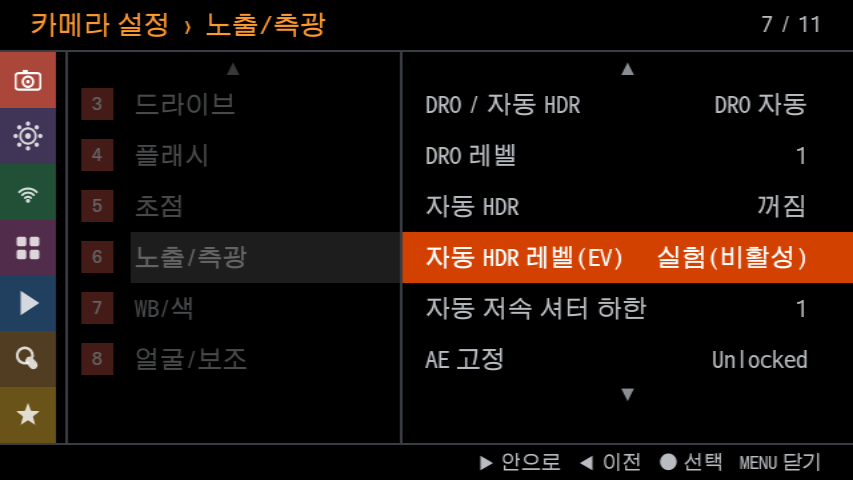 카메라 설정 › 노출/측광 7 / 11
▲
3 드라이브
4 플래시
5 초점
6 노출/측광
7 WB/색
8 얼굴/보조
▲
DRO / 자동 HDR DRO 자동
DRO 레벨 1
자동 HDR 꺼짐
자동 HDR 레벨(EV) 실험(비활성)
자동 저속 셔터 하한 1
AE 고정 Unlocked
▼
▶ 안으로 ◀ 이전 ● 선택 MENU 닫기